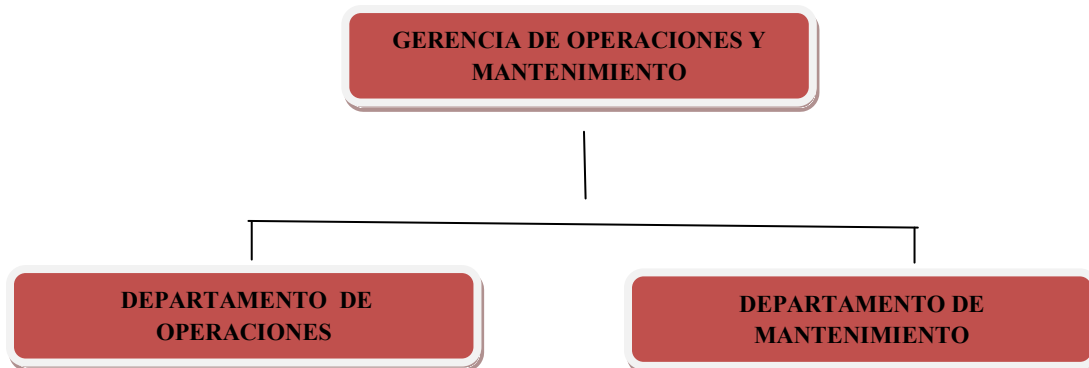 GERENCIA DE OPERACIONES Y
MANTENIMIENTO
DEPARTAMENTO DE
OPERACIONES
DEPARTAMENTO DE
MANTENIMIENTO